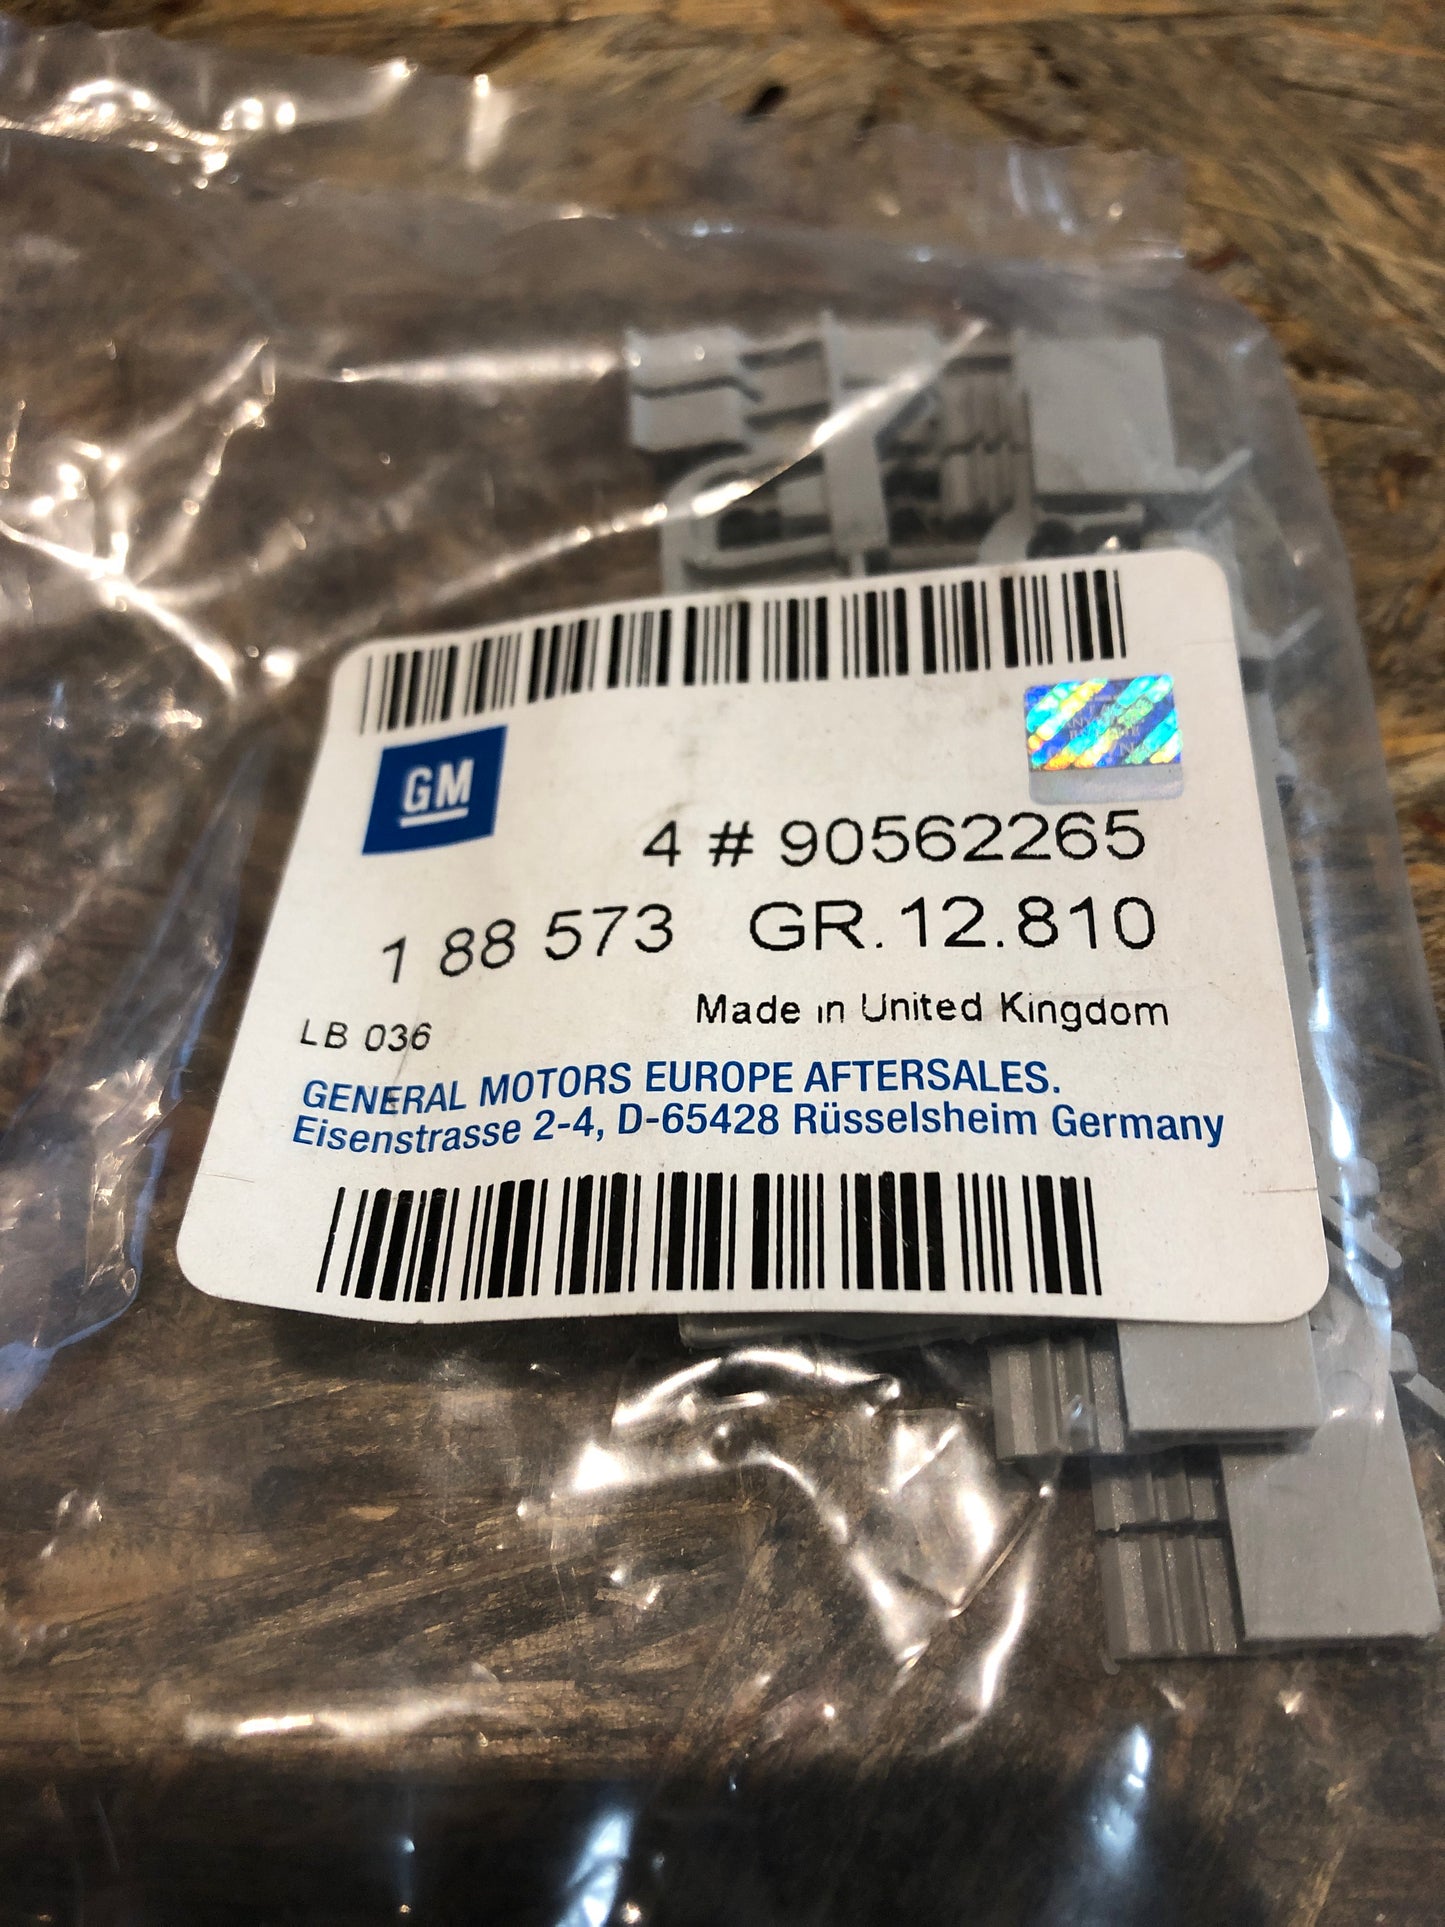 GM
4 # 90562265
1 88 573 GR.12.810
Made in United Kingdom
LB 036
GENERAL MOTORS EUROPE AFTERSALES.
Eisenstrasse 2-4, D-65428 Rüsselsheim Germany